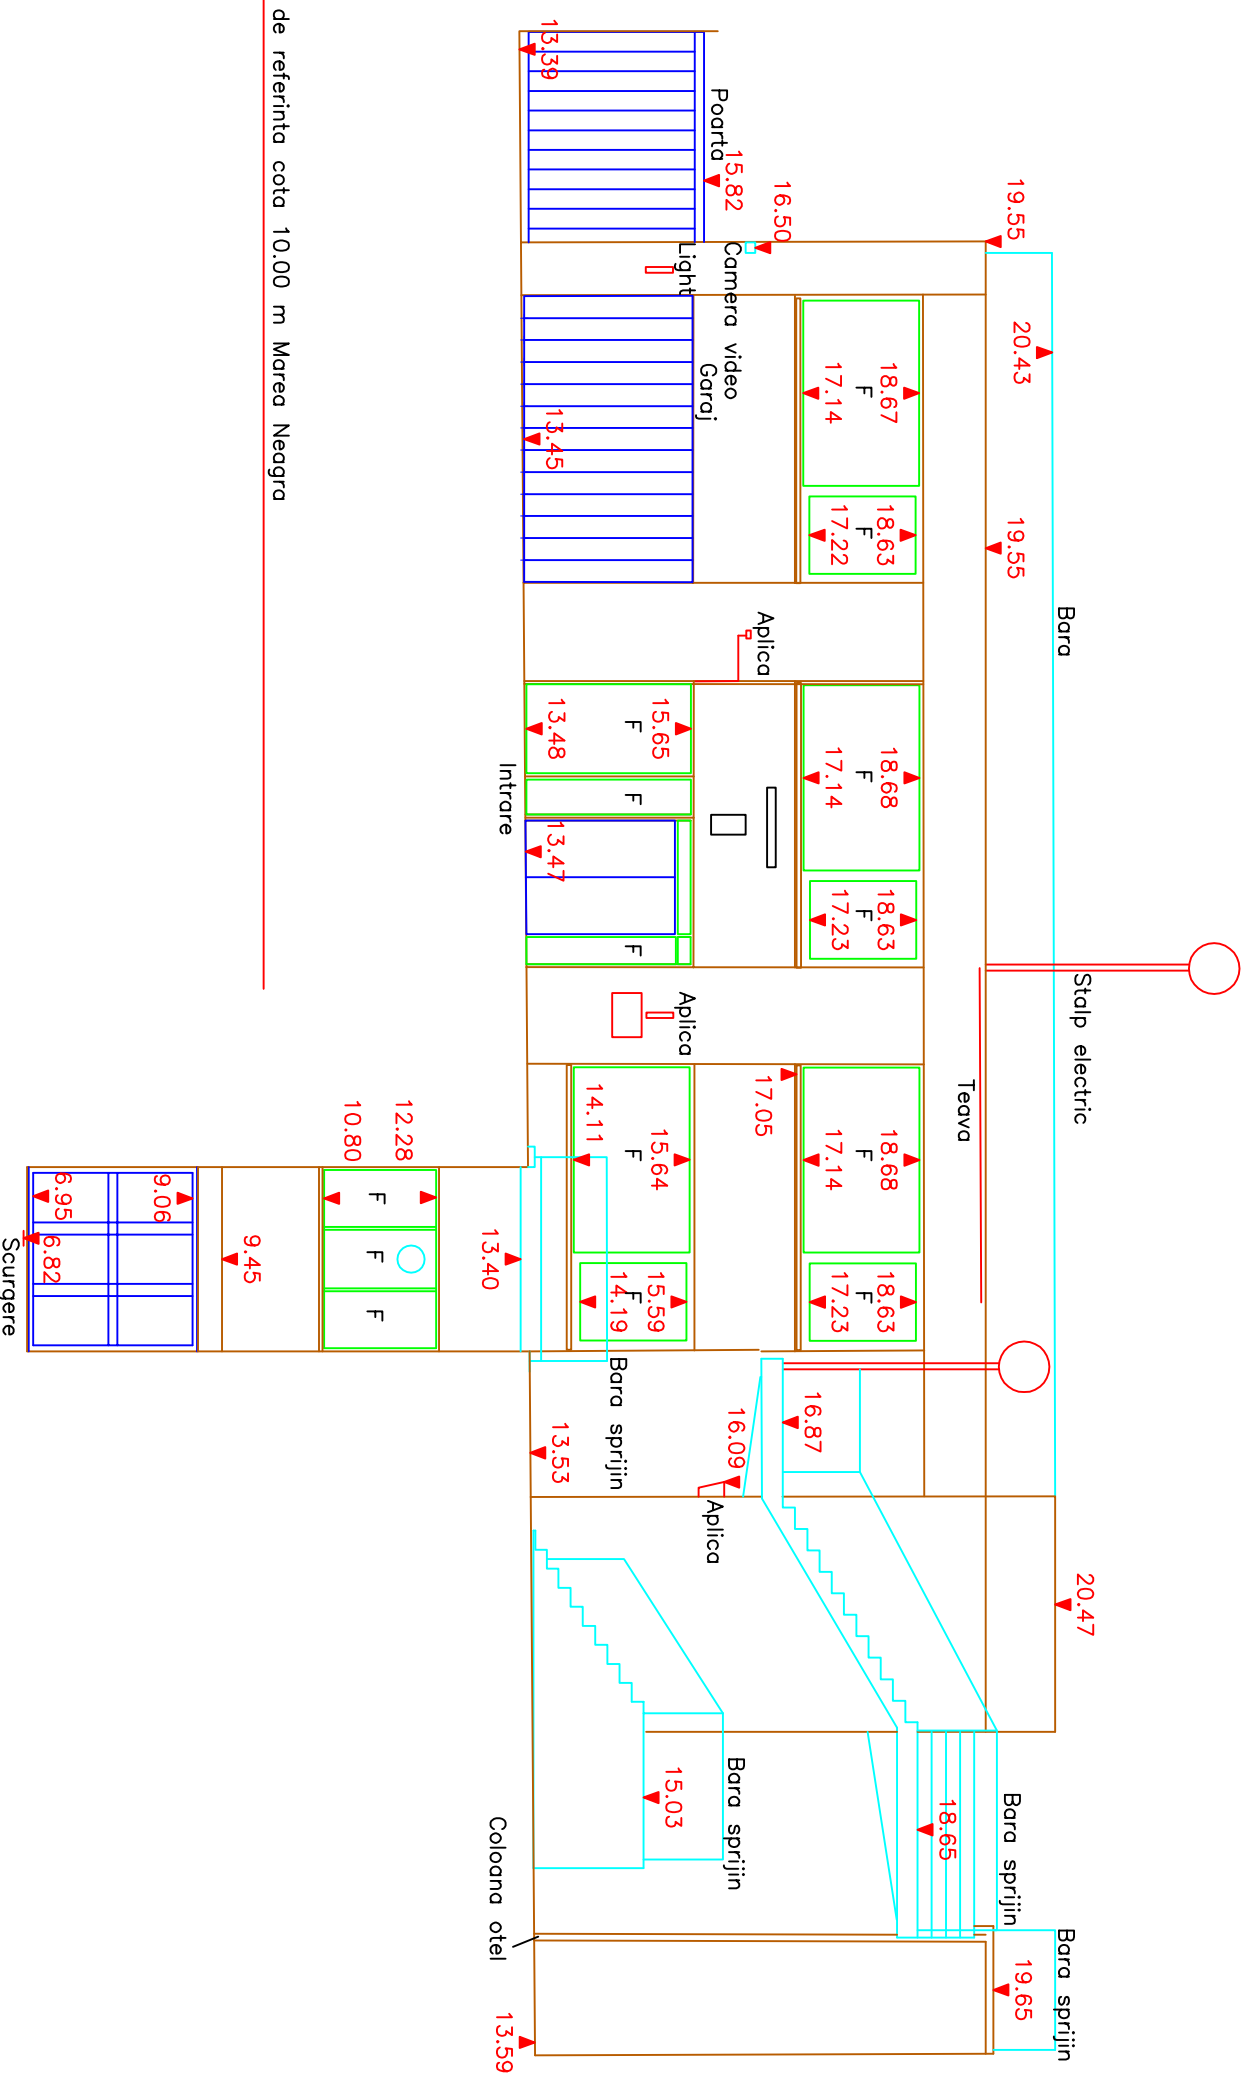 Stalp electric
20.47
Bara
Bara sprijin
20.43
19.65
19.55
19.55
Bara sprijin
Teava
18.65
18.67
F
17.14
18.63
F
17.22
18.68
F
17.14
18.63
F
17.23
18.68
F
17.14
18.63
F
17.23
16.87
16.50
17.05
Aplica
Camera video
15.82
Poarta
16.09
Bara sprijin
Aplica
Garaj
Light
Aplica
15.65
F
13.48
F
F
15.64
F
14.11
15.59
F
14.19
15.03
Bara sprijin
13.39
13.45
13.47
13.53
Intrare
13.40
Coloana otel
13.59
12.28
F
10.80
F
F
de referinta cota 10.00 m Marea Neagra
9.45
9.06
6.95
6.82
Scurgere